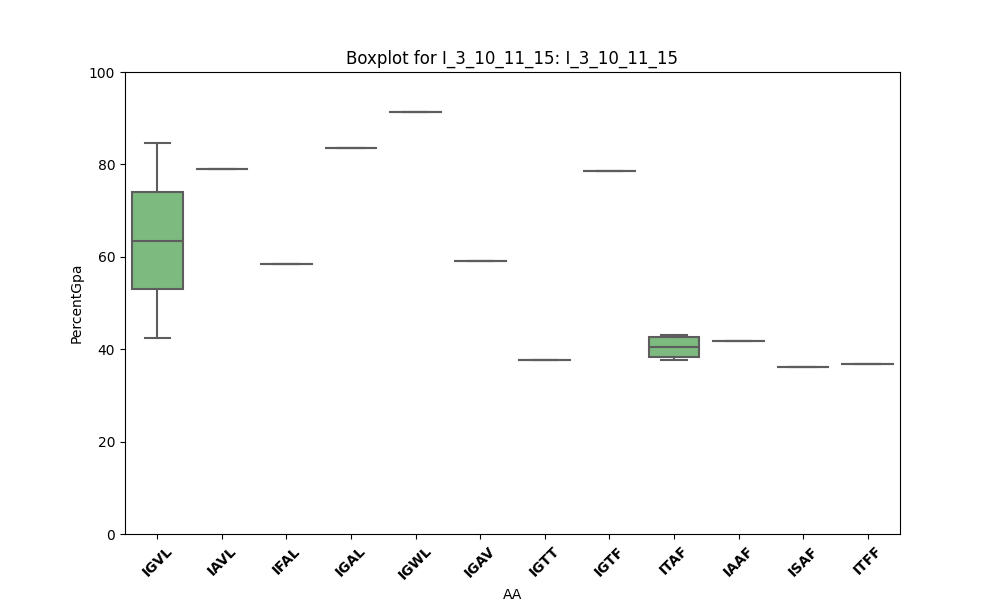 Boxplot for I_3_10_11_15: I_3_10_11_15
100
80
60
40
20
0
PercentGpa
IGVL IAVL IFAL IGAL IGWL IGAV IGTT IGTF ITAF IAAF ISAF ITFF
AA